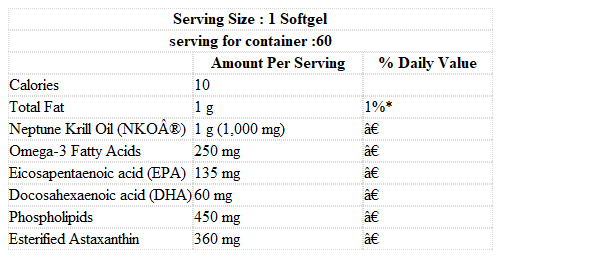 Serving Size : 1 Softgel
serving for container :60
Amount Per Serving % Daily Value
Calories 10
Total Fat 1 g 1%*
Neptune Krill Oil (NKOÂ®) 1 g (1,000 mg) â€
Omega-3 Fatty Acids 250 mg â€
Eicosapentaenoic acid (EPA) 135 mg â€
Docosahexaenoic acid (DHA) 60 mg â€
Phospholipids 450 mg â€
Esterified Astaxanthin 360 mg â€